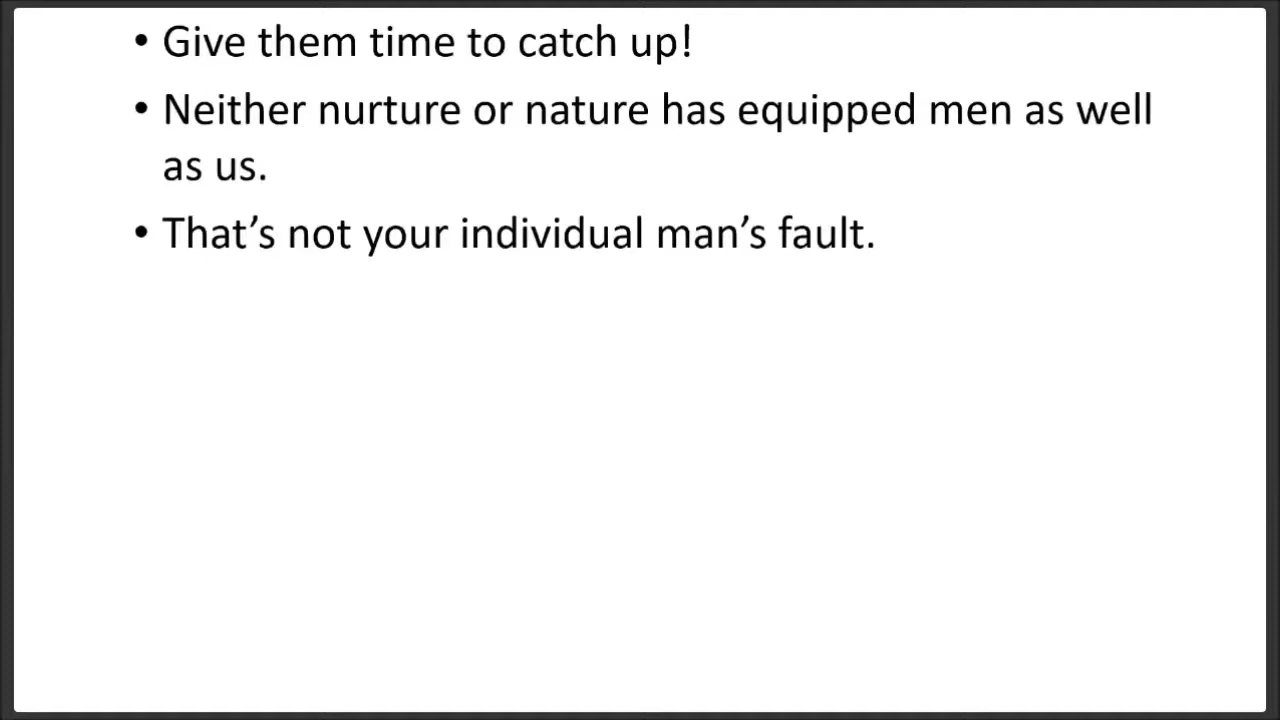 • Give them time to catch up!
• Neither nurture or nature has equipped men as well
as us.
• That’s not your individual man’s fault.